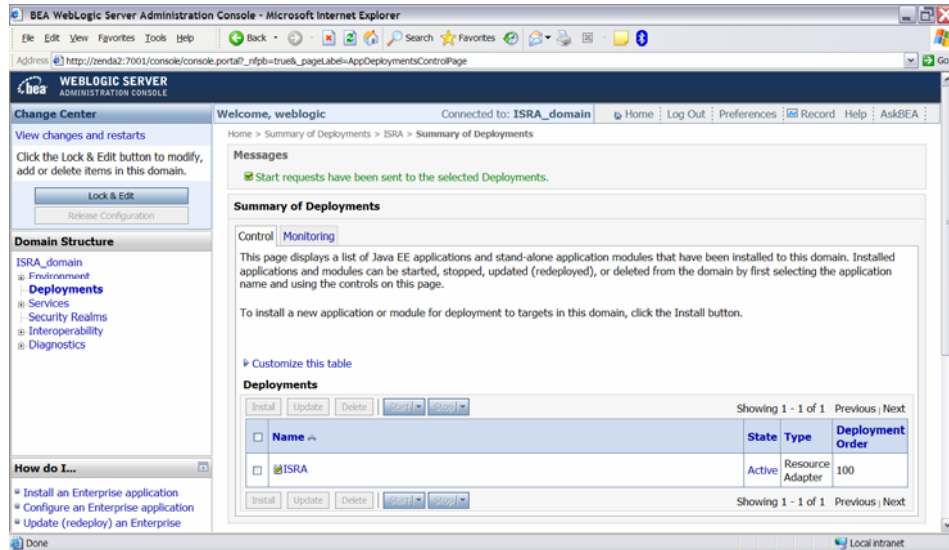 BEA WebLogic Server Administration Console - Microsoft Internet Explorer
File Edit View Favorites Tools Help
Back Search Favorites
Address http://zenda2:7001/console/console.portal?_nfpb=true&_pageLabel=AppDeploymentsControlPage Go
bea WEBLOGIC SERVER
ADMINISTRATION CONSOLE
Change Center
View changes and restarts
Click the Lock & Edit button to modify,
add or delete items in this domain.
Lock & Edit
Release Configuration
Domain Structure
ISRA_domain
Environment
Deployments
Services
Security Realms
Interoperability
Diagnostics
How do I...
Install an Enterprise application
Configure an Enterprise application
Update (redeploy) an Enterprise
Welcome, weblogic
Connected to: ISRA_domain
Home Log Out Preferences Record Help AskBEA
Home > Summary of Deployments > ISRA > Summary of Deployments
Messages
Start requests have been sent to the selected Deployments.
Summary of Deployments
Control Monitoring
This page displays a list of Java EE applications and stand-alone application modules that have been installed to this domain. Installed
applications and modules can be started, stopped, updated (redeployed), or deleted from the domain by first selecting the application
name and using the controls on this page.
To install a new application or module for deployment to targets in this domain, click the Install button.
Customize this table
Deployments
Install Update Delete Start Stop Showing 1 - 1 of 1 Previous | Next
Name State Type Deployment
Order
ISRA Active Resource
Adapter 100
Install Update Delete Start Stop Showing 1 - 1 of 1 Previous | Next
Done Local intranet